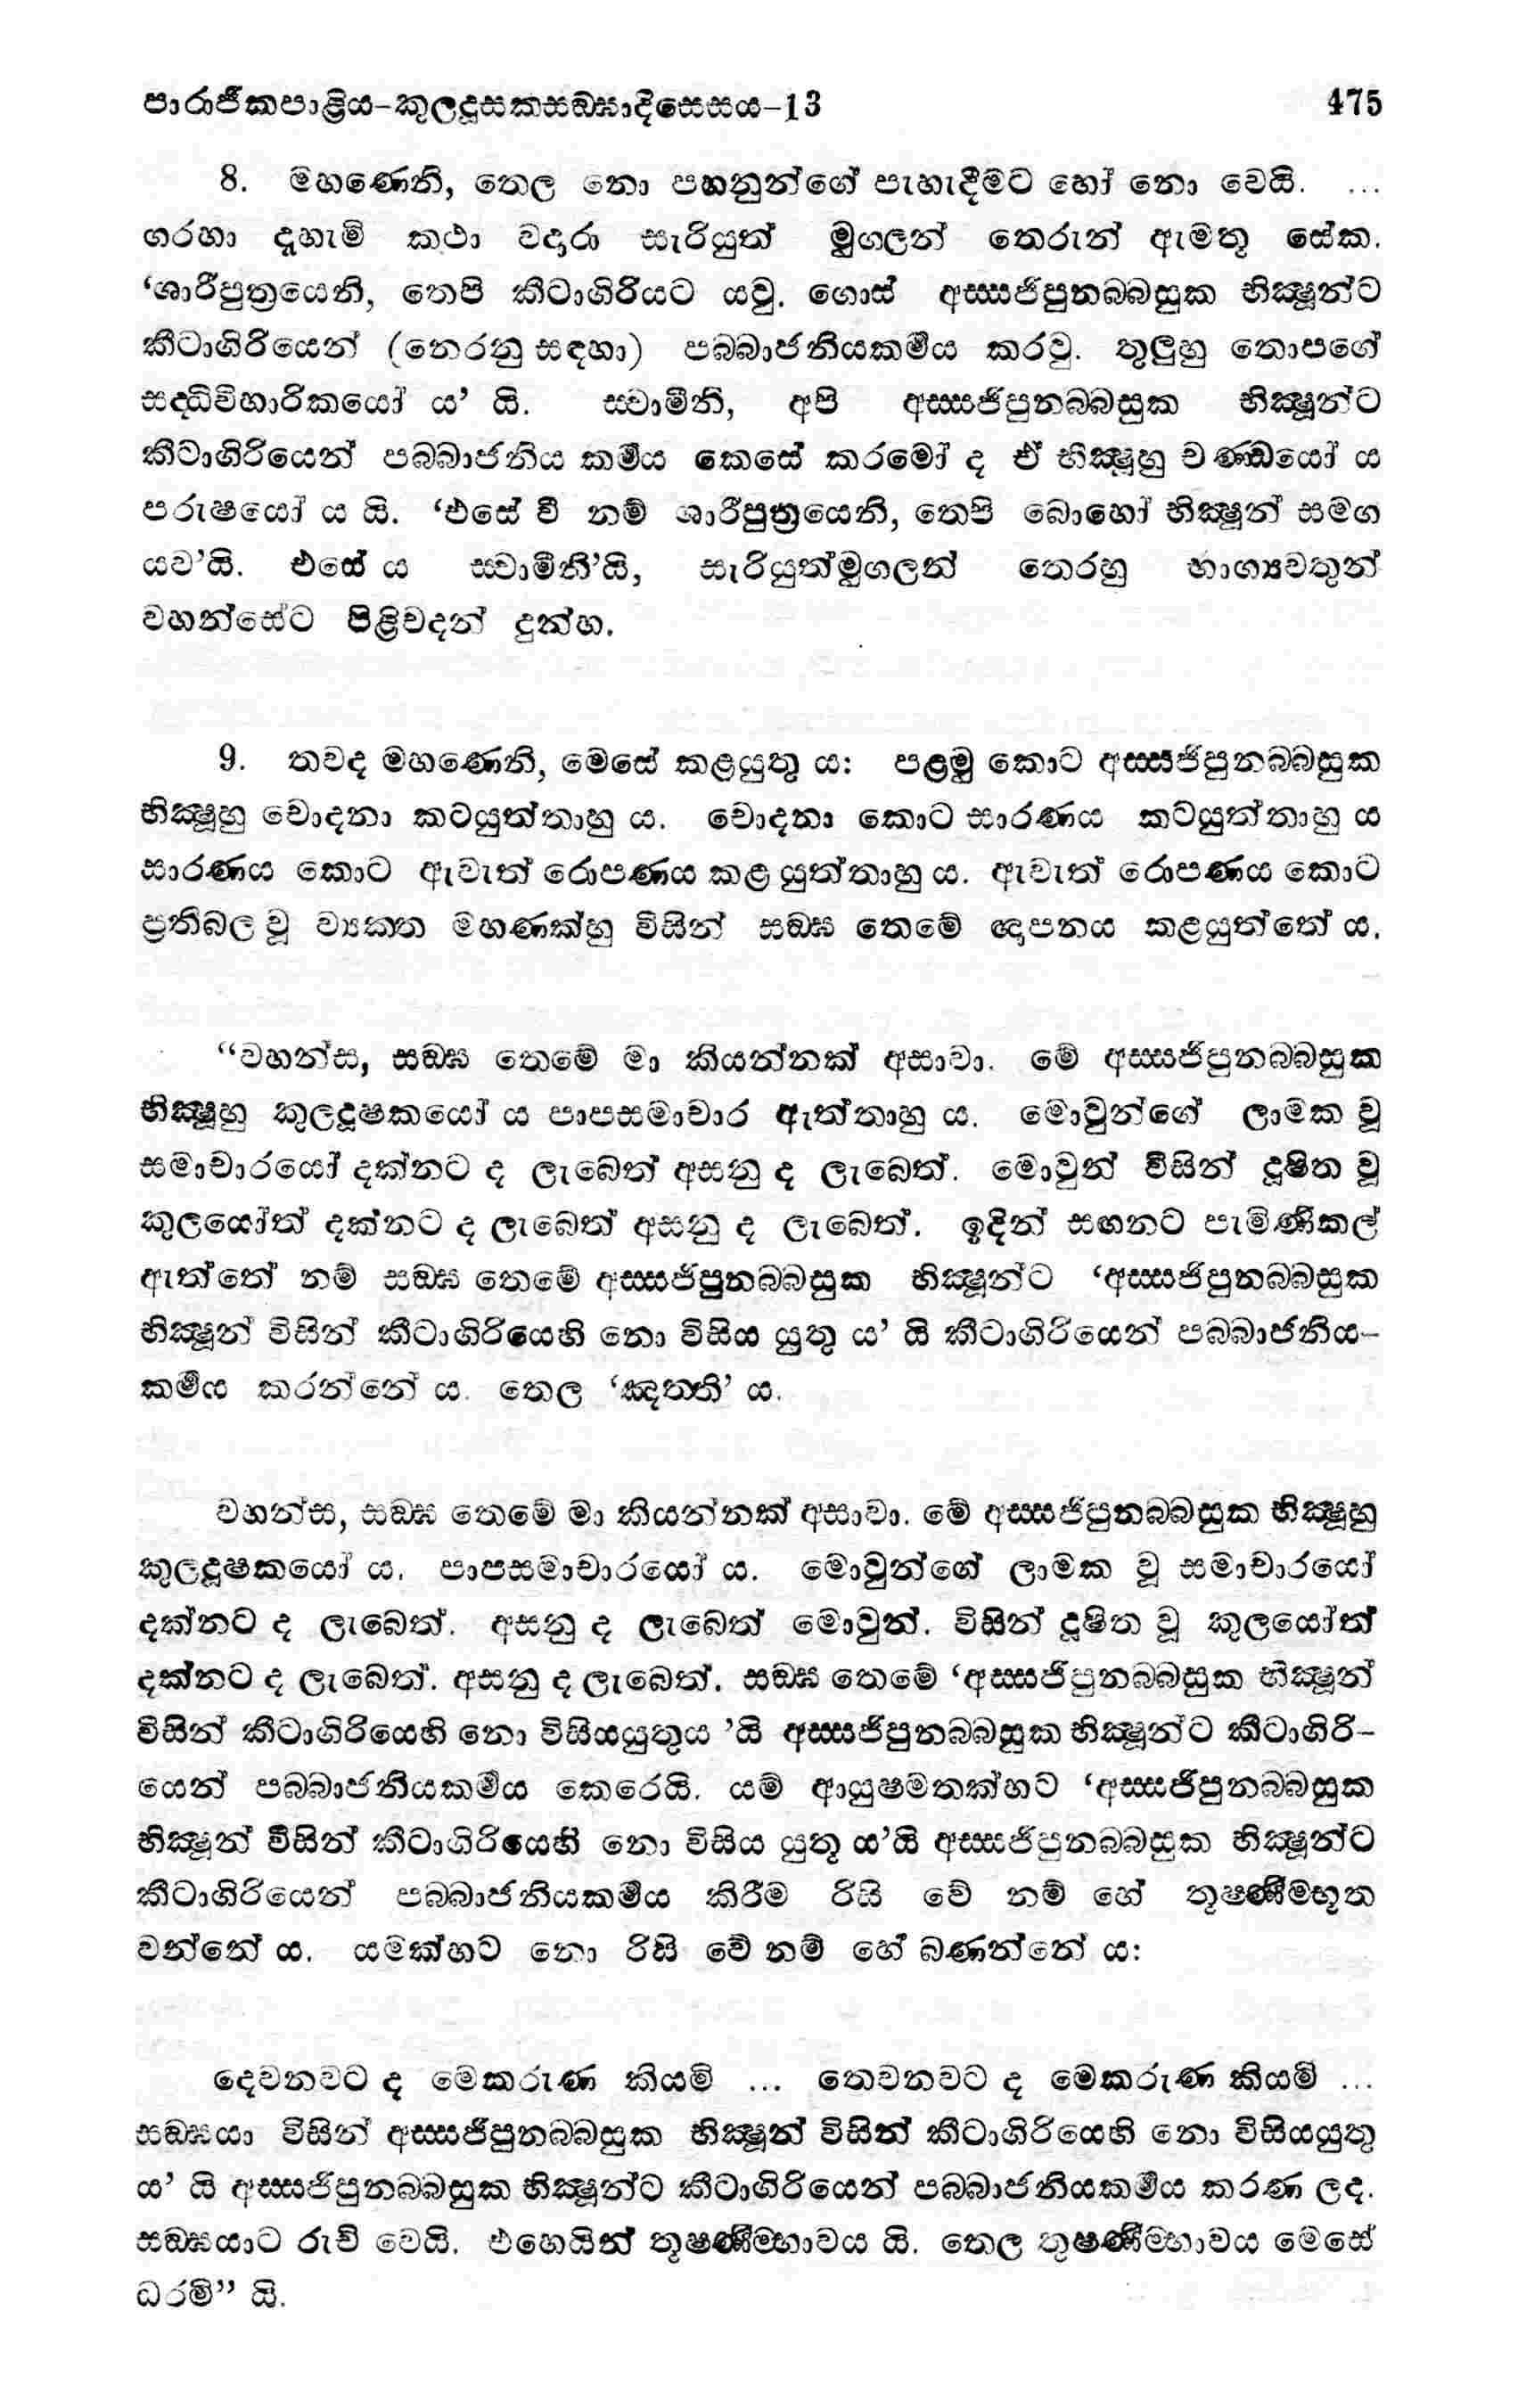 පාරාජිකපාළිය-කුලදූසකසඞ්ඝාදිසෙසය-13 475
8. මහණෙනි, තෙල නො පහනුන්ගේ පැහැදීමට හෝ නො වෙයි. ...
ගරහා දැහැමි කථා වදාරා සැරියුත් මුගලන් තෙරුන් ඇමතූ සේක.
‘ශාරීපුත්‍රයෙනි, තෙපි කීටාගිරියට යවු. ගොස් අස්සජිපුනබ්බසුක භික්‍ෂූන්ට
කීටාගිරියෙන් (නෙරනු සඳහා) පබ්බාජනියකර්‍මය කරවු. තුලුහු තොපගේ
සද්ධිවිහාරිකයෝ ය’ යි. ස්වාමීනි, අපි අස්සජිපුනබ්බසුක භික්‍ෂූන්ට
කීටාගිරියෙන් පබ්බාජනිය කර්‍මය කෙසේ කරමෝ ද ඒ භික්‍ෂූහු චණ්ඩයෝ ය
පරුෂයෝ ය යි. ‘එසේ වී නම් ශාරීපුත්‍රයෙනි, තෙපි බොහෝ භික්‍ෂූන් සමග
යව’යි. එසේ ය ස්වාමීනි’යි, සැරියුත්මුගලන් තෙරහු භාග්‍යවතුන්
වහන්සේට පිළිවදන් දුන්හ.
9. තවද මහණෙනි, මෙසේ කළයුතු ය: පළමු කොට අස්සජිපුනබ්බසුක
භික්‍ෂූහු චොදනා කටයුත්තාහු ය. චොදනා කොට සාරණය කටයුත්තාහු ය
සාරණය කොට ඇවැත් රොපණය කළ යුත්තාහු ය. ඇවැත් රොපණය කොට
ප්‍රතිබල වූ ව්‍යක්ත මහණක්හු විසින් සඞ්ඝ තෙමේ ඥාපනය කළයුත්තේ ය.
“වහන්ස, සඞ්ඝ තෙමේ මා කියන්නක් අසාවා. මේ අස්සජිපුනබ්බසුක
භික්‍ෂූහු කුලදූෂකයෝ ය පාපසමාචාර ඇත්තාහු ය. මොවුන්ගේ ලාමක වූ
සමාචාරයෝ දක්නට ද ලැබෙත් අසනු ද ලැබෙත්. මොවුන් විසින් දූෂිත වූ
කුලයෝත් දක්නට ද ලැබෙත් අසනු ද ලැබෙත්. ඉදින් සඟනට පැමිණිකල්
ඇත්තේ නම් සඞ්ඝ තෙමේ අස්සජිපුනබ්බසුක භික්‍ෂූන්ට ‘අස්සජිපුනබ්බසුක
භික්‍ෂූන් විසින් කීටාගිරියෙහි නො විසිය යුතු ය’ යි කීටාගිරියෙන් පබ්බාජනිය-
කර්‍මය කරන්නේ ය. තෙල ‘ඤත්ති’ ය.
වහන්ස, සඞ්ඝ තෙමේ මා කියන්නක් අසාවා. මේ අස්සජිපුනබ්බසුක භික්‍ෂූහු
කුලදූෂකයෝ ය. පාපසමාචාරයෝ ය. මොවුන්ගේ ලාමක වූ සමාචාරයෝ
දක්නට ද ලැබෙත්. අසනු ද ලැබෙත් මොවුන්. විසින් දූෂිත වූ කුලයෝත්
දක්නට ද ලැබෙත්. අසනු ද ලැබෙත්. සඞ්ඝ තෙමේ ‘අස්සජිපුනබ්බසුක භික්‍ෂූන්
විසින් කීටාගිරියෙහි නො විසියයුතුය ’යි අස්සජිපුනබ්බසුක භික්‍ෂූන්ට කීටාගිරි-
යෙන් පබ්බාජනියකර්‍මය කෙරෙයි. යම් ආයුෂ්මතක්හට ‘අස්සජිපුනබ්බසුක
භික්‍ෂූන් විසින් කීටාගිරියෙහි නො විසිය යුතූ ය’යි අස්සජිපුනබ්බසුක භික්‍ෂූන්ට
කීටාගිරියෙන් පබ්බාජනියකර්‍මය කිරීම රිසි වේ නම් හේ තූෂ්ණීම්භූත
වන්නේ ය. යමක්හට නො රිසි වේ නම් හේ බණන්නේ ය:
දෙවනවට ද මෙකරුණ කියමි ... තෙවනවට ද මෙකරුණ කියමි ...
සඞ්ඝයා විසින් අස්සජිපුනබ්බසුක භික්‍ෂූන් විසින් කීටාගිරියෙහි නො විසියයුතු
ය’ යි අස්සජිපුනබ්බසුක භික්‍ෂූන්ට කීටාගිරියෙන් පබ්බාජනියකර්‍මය කරණ ලද.
සඞ්ඝයාට රුචි වෙයි. එහෙයින් තූෂ්ණීම්භාවය යි. තෙල තුෂ්ණීම්භාවය මෙසේ
ධරමි” යි.